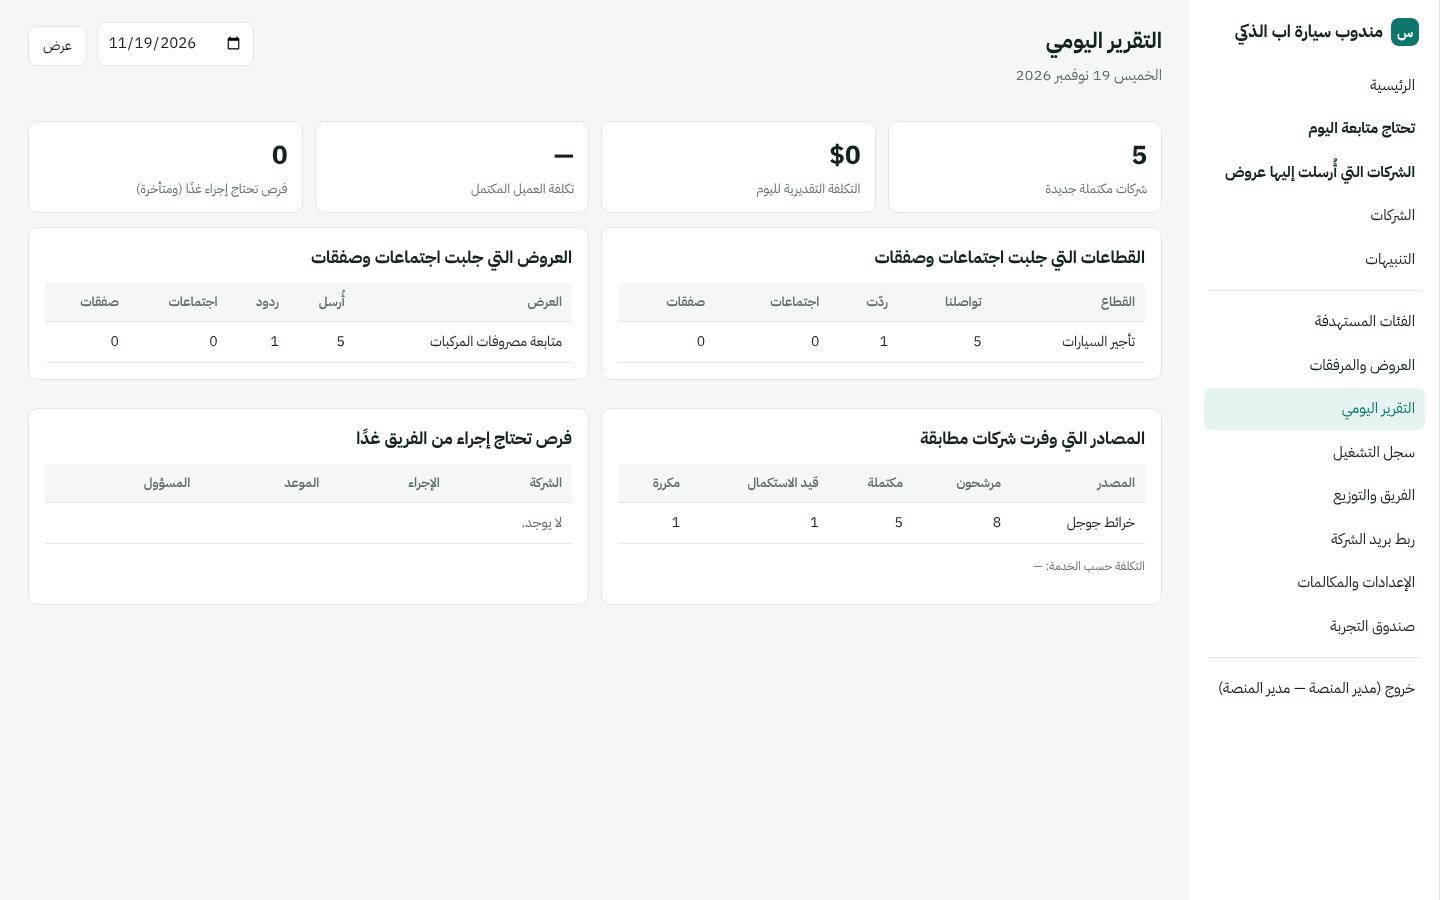 س مندوب سيارة اب الذكي
الرئيسية
تحتاج متابعة اليوم
الشركات التي أُرسلت إليها عروض
الشركات
التنبيهات
الفئات المستهدفة
العروض والمرفقات
التقرير اليومي
سجل التشغيل
الفريق والتوزيع
ربط بريد الشركة
الإعدادات والمكالمات
صندوق التجربة
خروج (مدير المنصة — مدير المنصة)
التقرير اليومي
الخميس 19 نوفمبر 2026
11/19/2026
عرض
5
شركات مكتملة جديدة
$0
التكلفة التقديرية لليوم
—
تكلفة العميل المكتمل
0
فرص تحتاج إجراء غدًا (ومتأخرة)
القطاعات التي جلبت اجتماعات وصفقات
القطاع تواصلنا ردّت اجتماعات صفقات
تأجير السيارات 5 1 0 0
العروض التي جلبت اجتماعات وصفقات
العرض أُرسل ردود اجتماعات صفقات
متابعة مصروفات المركبات 5 1 0 0
المصادر التي وفرت شركات مطابقة
المصدر مرشحون مكتملة قيد الاستكمال مكررة
خرائط جوجل 8 5 1 1
التكلفة حسب الخدمة: —
فرص تحتاج إجراء من الفريق غدًا
الشركة الإجراء الموعد المسؤول
لا يوجد.